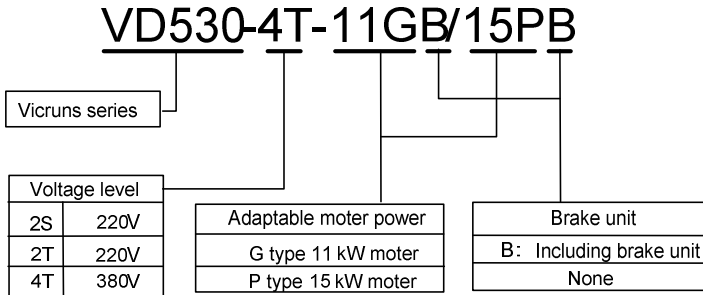 VD530-4T-11GB/15PB
Vicruns series
Voltage level
2S 220V
2T 220V
4T 380V
Adaptable moter power
G type 11 kW moter
P type 15 kW moter
Brake unit
B: Including brake unit
None